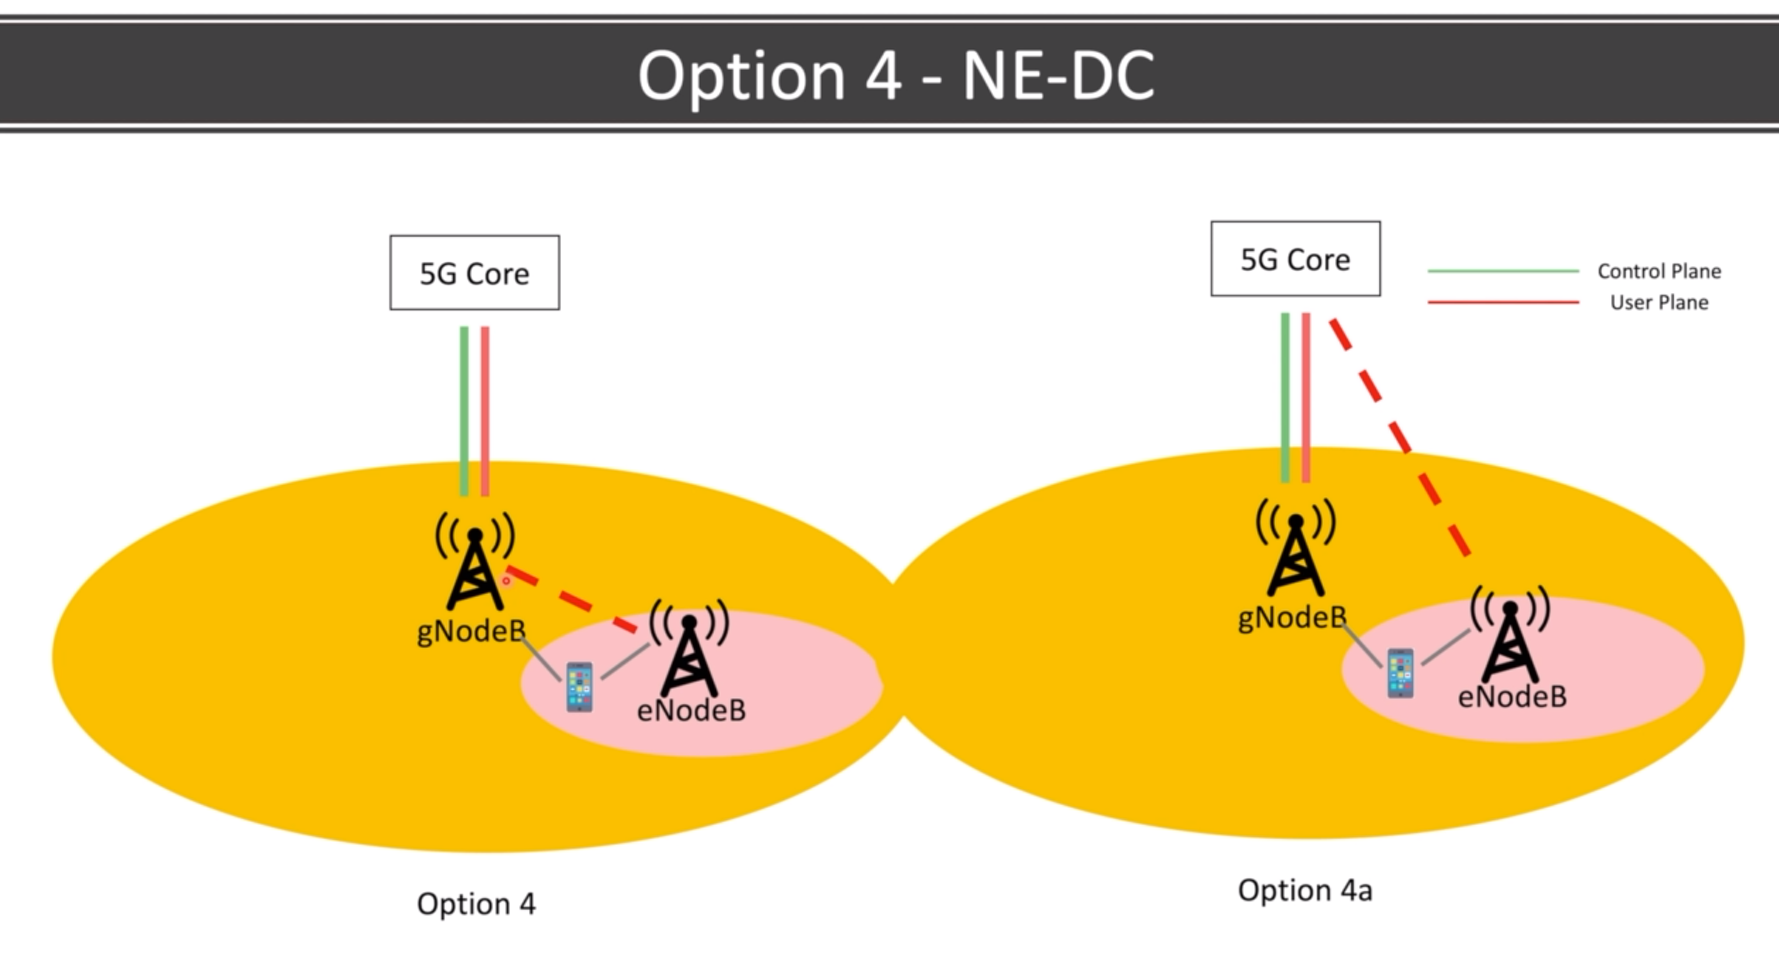 Option 4 - NE-DC
5G Core
gNodeB
eNodeB
Option 4
5G Core
Control Plane
User Plane
gNodeB
eNodeB
Option 4a